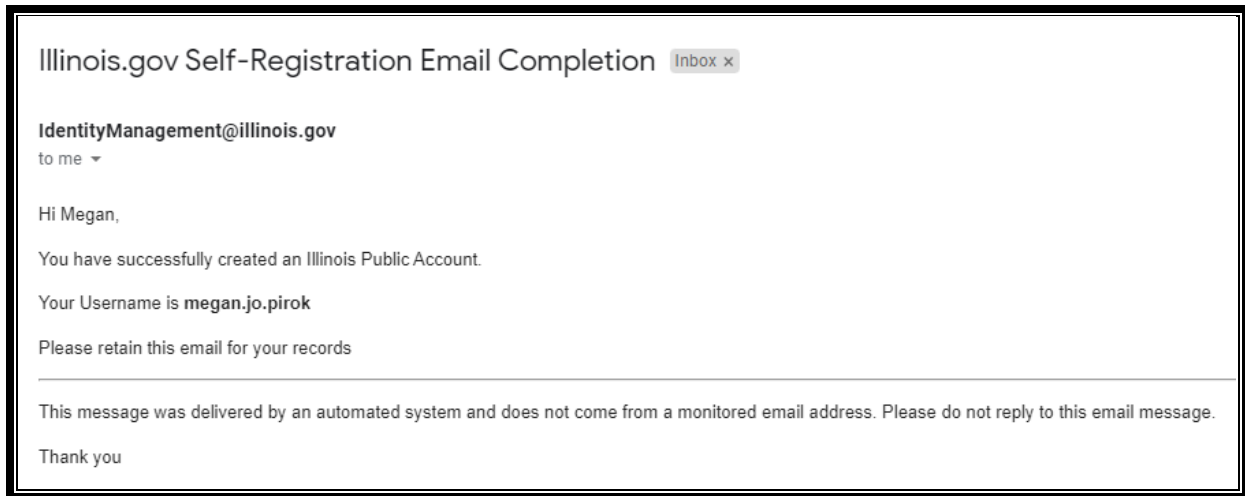 Illinois.gov Self-Registration Email Completion Inbox x
IdentityManagement@illinois.gov
to me
Hi Megan,
You have successfully created an Illinois Public Account.
Your Username is megan.jo.pirok
Please retain this email for your records
This message was delivered by an automated system and does not come from a monitored email address. Please do not reply to this email message.
Thank you